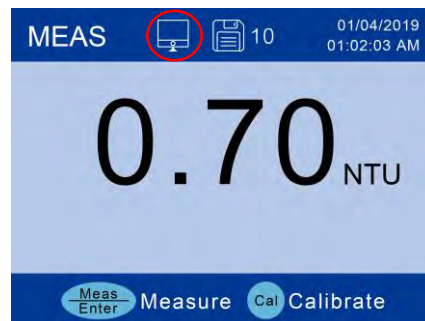 MEAS 10 01/04/2019
01:02:03 AM
0.70 NTU
Meas Enter Measure Cal Calibrate